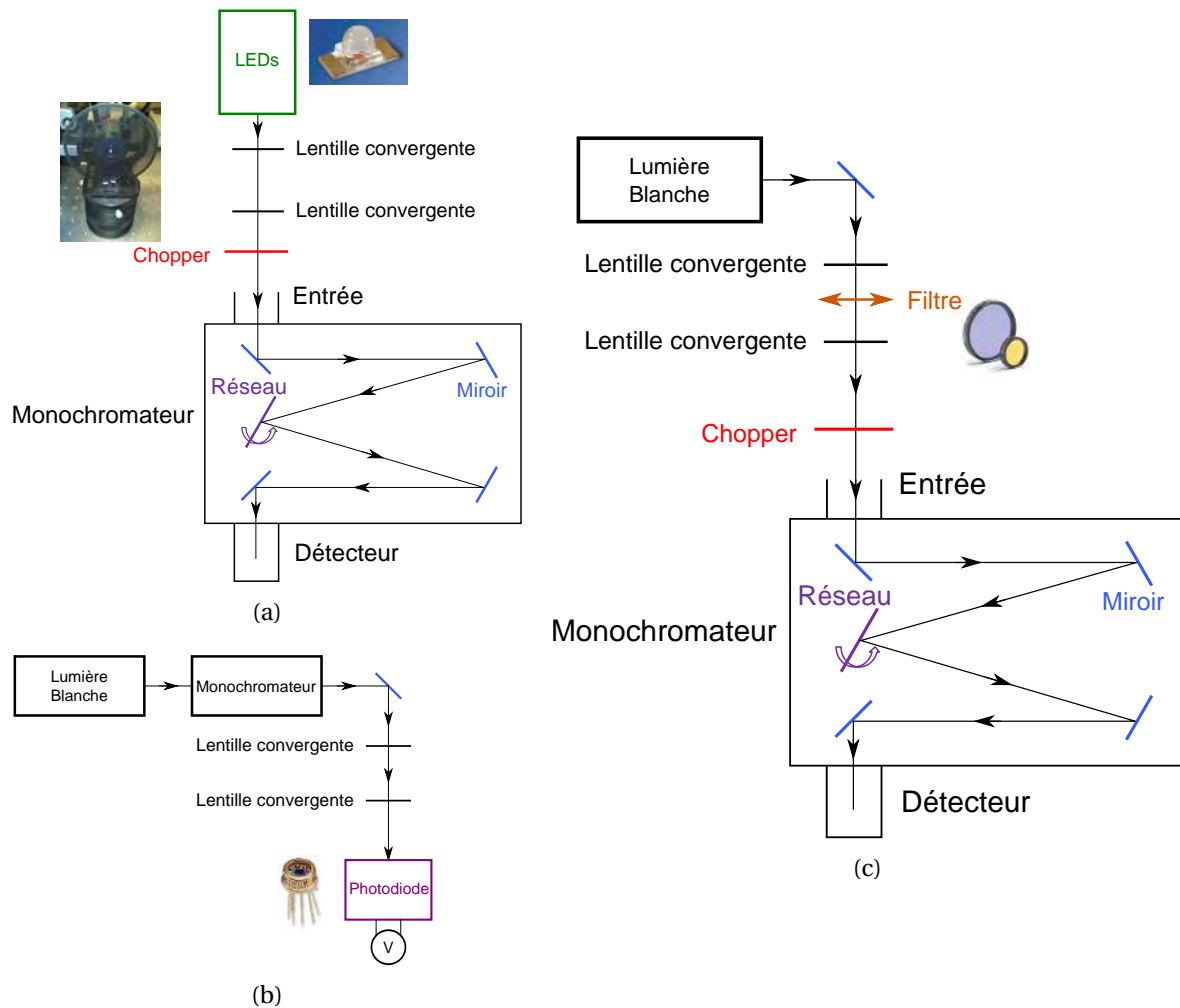 LEDs
Lentille convergente
Lentille convergente
Chopper
Entrée
Réseau
Miroir
Monochromateur
Détecteur
(a)
Lumière
Blanche
Monochromateur
Lentille convergente
Lentille convergente
Photodiode
V
(b)
Lumière
Blanche
Lentille convergente
Filtre
Lentille convergente
Chopper
Entrée
Réseau
Miroir
Monochromateur
Détecteur
(c)